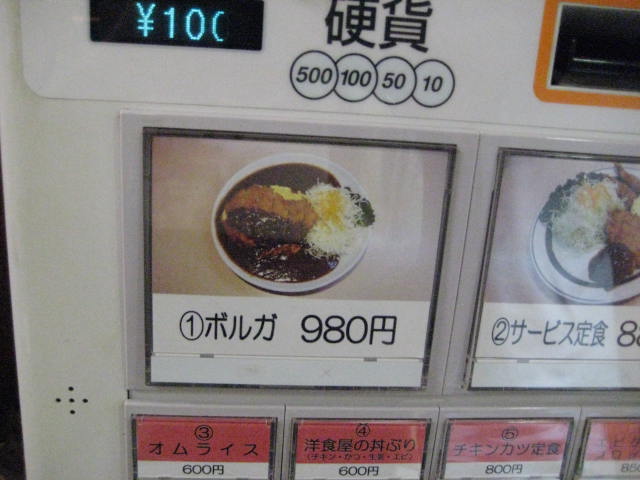 ¥100
硬貨
500 100 50 10
①ボルガ 980円
②サービス定食
③
オムライス
600円
④
洋食屋の丼ぶり
(チキン・かつ・生姜・エビ)
600円
チキンカツ定食
800円